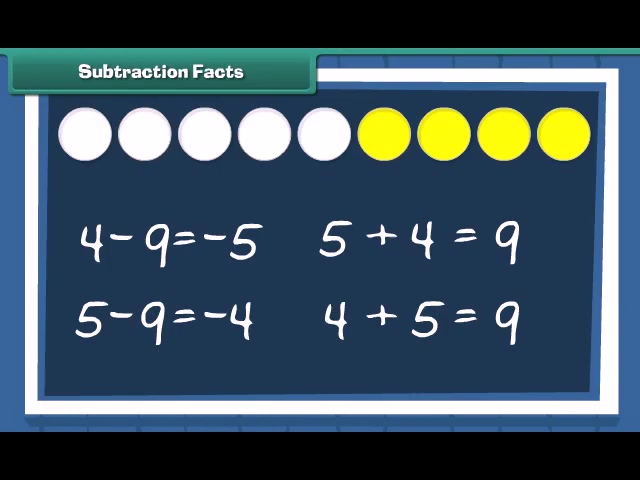 Subtraction Facts
4 - 9 = -5 5 + 4 = 9
5 - 9 = -4 4 + 5 = 9